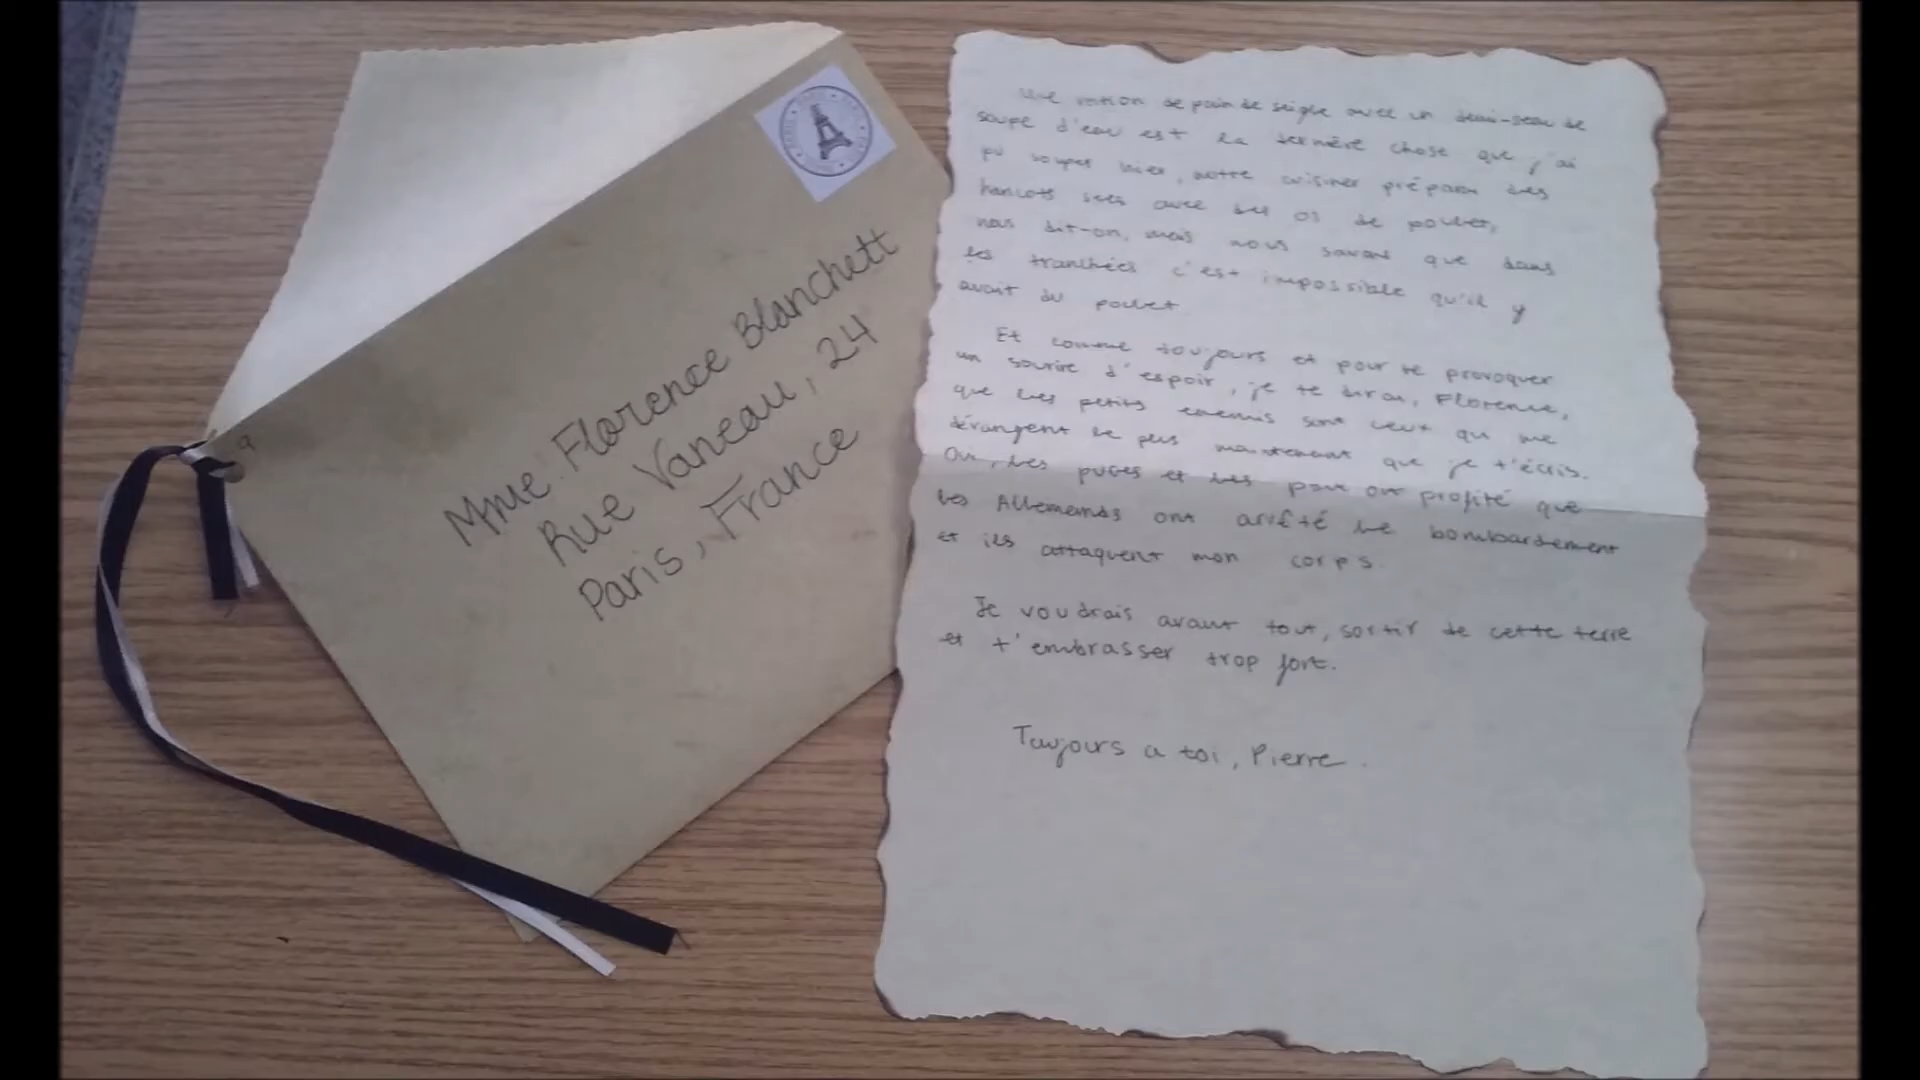 Mme. Florence Blanchett
Rue Vaneau, 24
Paris, France
PARIS
Une ration de pain de seigle avec un demi-seau de
soupe d'eau est la dernière chose que j'ai
pu souper hier, notre cuisiner prépara des
haricots secs avec des os de poulet,
nous dit-on, mais nous savons que dans
les tranchées c'est impossible qu'il y
avait du poulet.
Et comme toujours et pour te provoquer
un sourire d'espoir, je te dirai, Florence,
que les petits enemis sont ceux qui me
dérangent le plus maintenant que je t'écris.
Oui, les puces et les poux ont profité que
les Allemands ont arrêté le bombardement
et ils attaquent mon corps.
Je voudrais avant tout, sortir de cette terre
et t'embrasser trop fort.
Toujours a toi, Pierre.